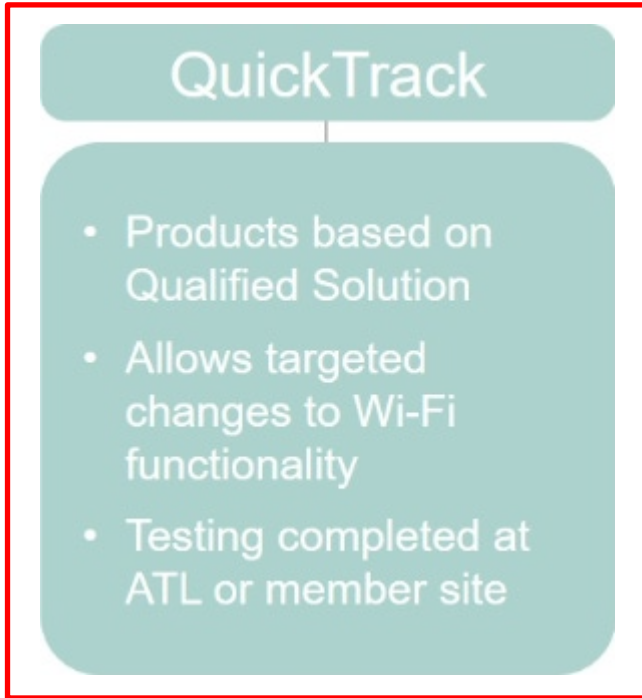 QuickTrack
• Products based on
Qualified Solution
• Allows targeted
changes to Wi-Fi
functionality
• Testing completed at
ATL or member site